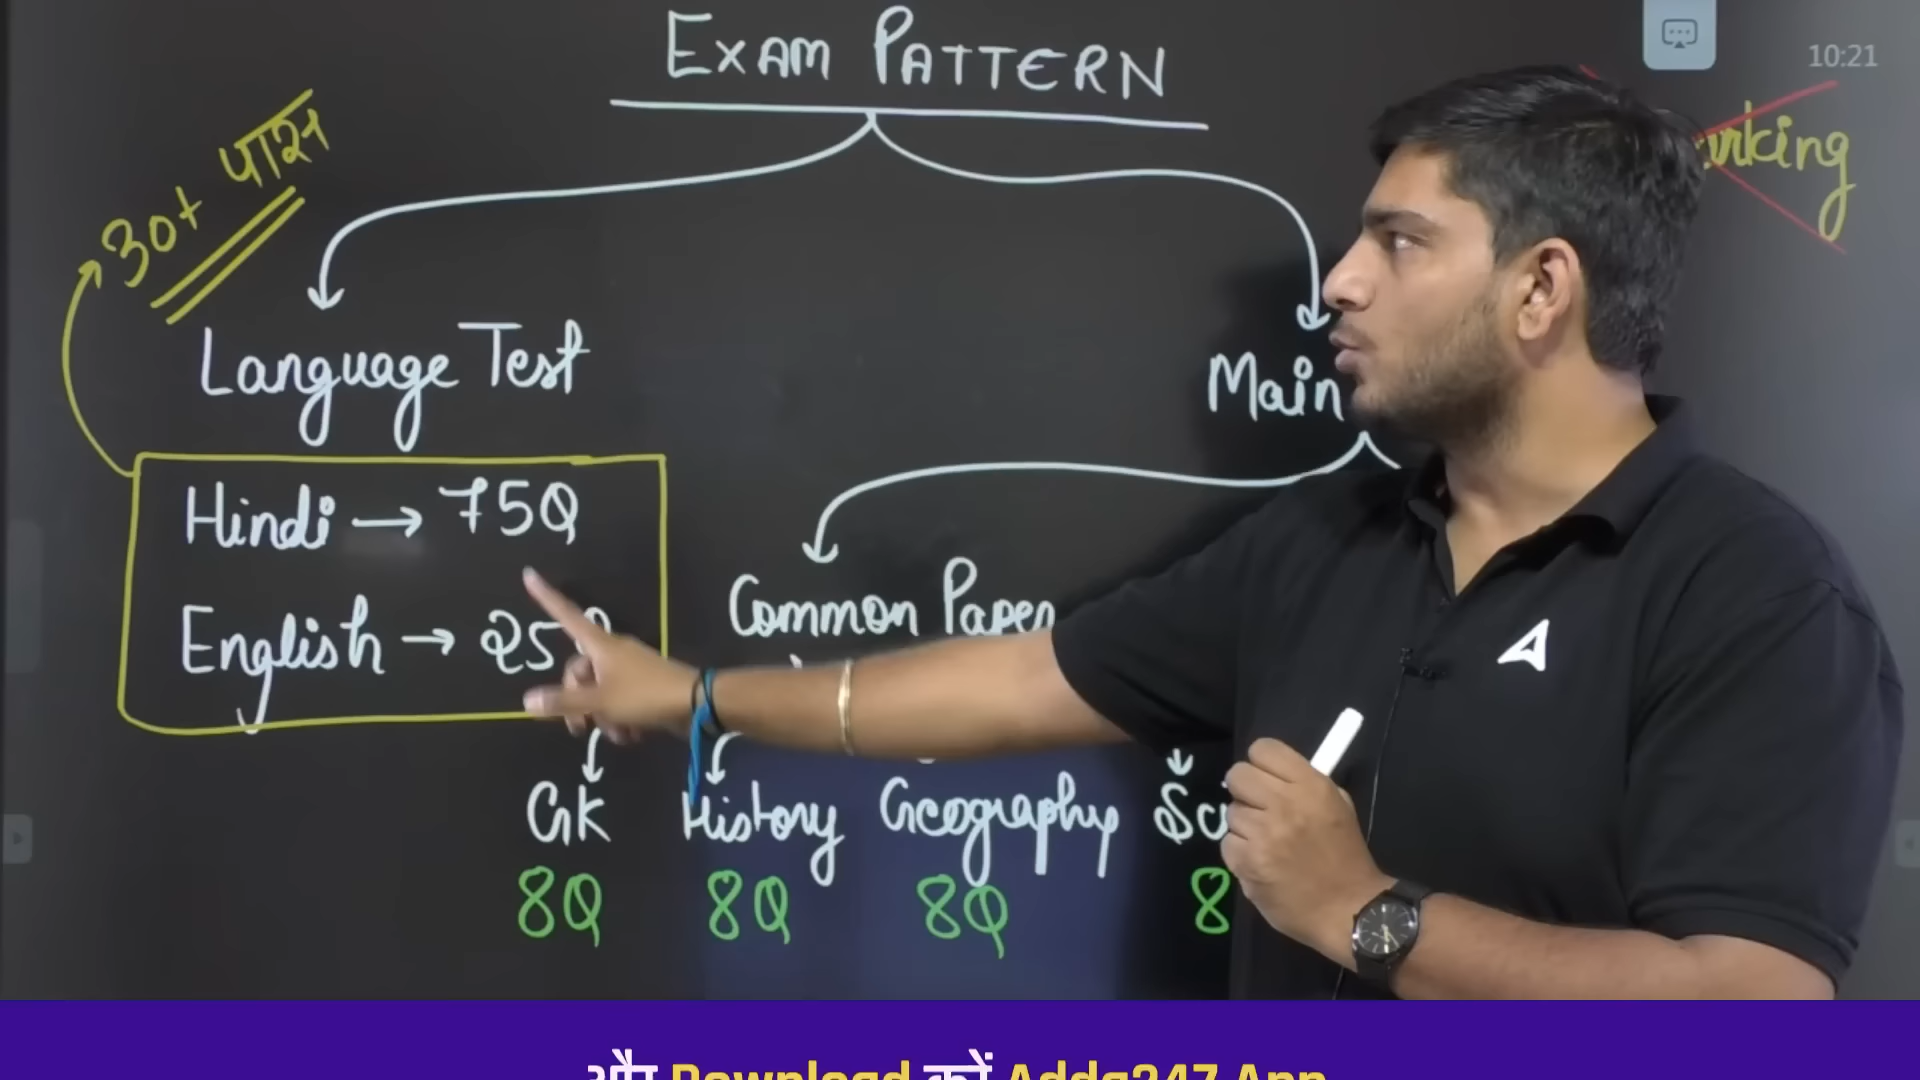 EXAM PATTERN
10:21
30+ पास
Language Test
Main
Hindi → 75Q
English → 25Q
Common Paper
GK
History
Geography
8Q
8Q
8Q
8
और Download करें Adda247 App